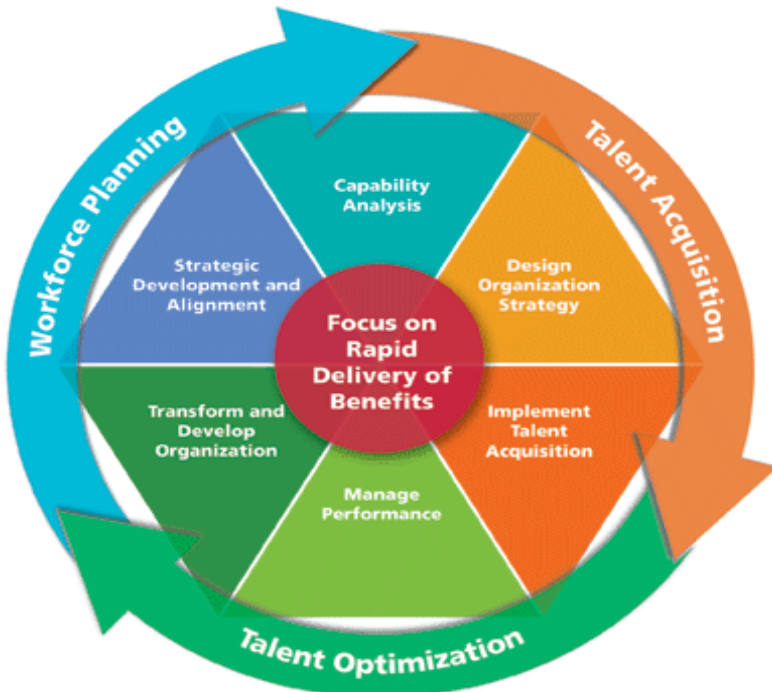 Workforce Planning
Talent Acquisition
Capability
Analysis
Strategic
Development and
Alignment
Design
Organization
Strategy
Focus on
Rapid
Delivery of
Benefits
Transform and
Develop
Organization
Implement
Talent
Acquisition
Manage
Performance
Talent Optimization